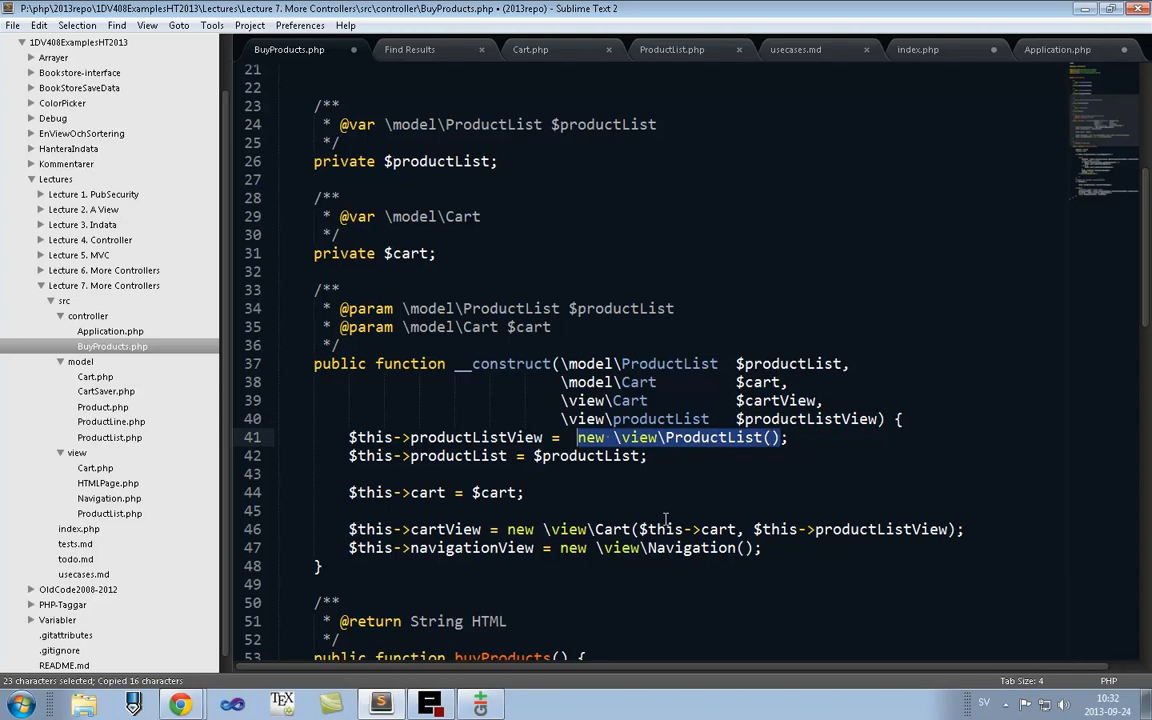 P:\php\2013repo\1DV408ExamplesHT2013\Lectures\Lecture 7. More Controllers\src\controller\BuyProducts.php • (2013repo) - Sublime Text 2
File Edit Selection Find View Goto Tools Project Preferences Help
1DV408ExamplesHT2013
Arrayer
Bookstore-interface
BookStoreSaveData
ColorPicker
Debug
EnViewOchSortering
HanteraIndata
Kommentarer
Lectures
Lecture 1. PubSecurity
Lecture 2. A View
Lecture 3. Indata
Lecture 4. Controller
Lecture 5. MVC
Lecture 6. More Controllers
Lecture 7. More Controllers
src
controller
Application.php
BuyProducts.php
model
Cart.php
CartSaver.php
Product.php
ProductLine.php
ProductList.php
view
Cart.php
HTMLPage.php
Navigation.php
ProductList.php
index.php
tests.md
todo.md
usecases.md
OldCode2008-2012
PHP-Taggar
Variabler
.gitattributes
.gitignore
README.md
BuyProducts.php Find Results Cart.php ProductList.php usecases.md index.php Application.php
21
22
23 /**
24 * @var \model\ProductList $productList
25 */
26 private $productList;
27
28 /**
29 * @var \model\Cart
30 */
31 private $cart;
32
33 /**
34 * @param \model\ProductList $productList
35 * @param \model\Cart $cart
36 */
37 public function __construct(\model\ProductList $productList,
38 \model\Cart $cart,
39 \view\Cart $cartView,
40 \view\productList $productListView) {
41 $this->productListView = new \view\ProductList();
42 $this->productList = $productList;
43
44 $this->cart = $cart;
45
46 $this->cartView = new \view\Cart($this->cart, $this->productListView);
47 $this->navigationView = new \view\Navigation();
48 }
49
50 /**
51 * @return String HTML
52 */
53 public function buyProducts() {
23 characters selected; Copied 16 characters Tab Size: 4 PHP
SV 10:32
2013-09-24